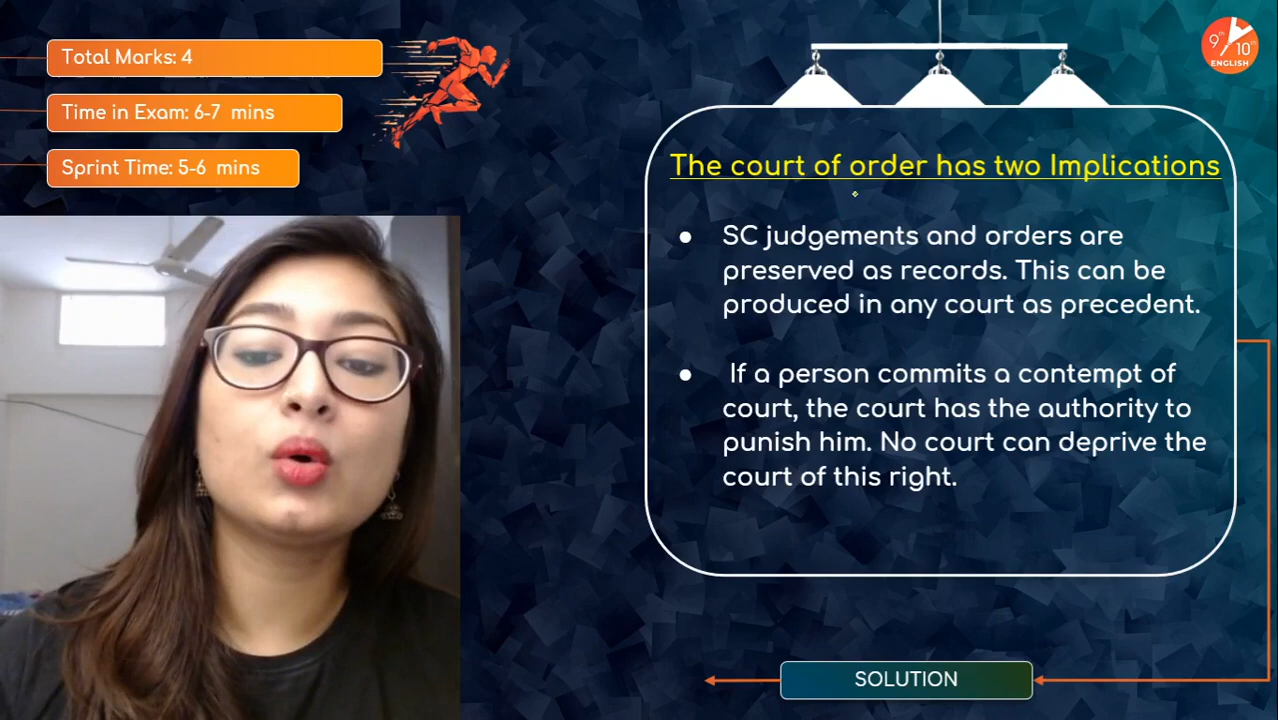 Total Marks: 4
Time in Exam: 6-7 mins
Sprint Time: 5-6 mins
9th 10th
ENGLISH
The court of order has two Implications
● SC judgements and orders are
preserved as records. This can be
produced in any court as precedent.
● If a person commits a contempt of
court, the court has the authority to
punish him. No court can deprive the
court of this right.
SOLUTION